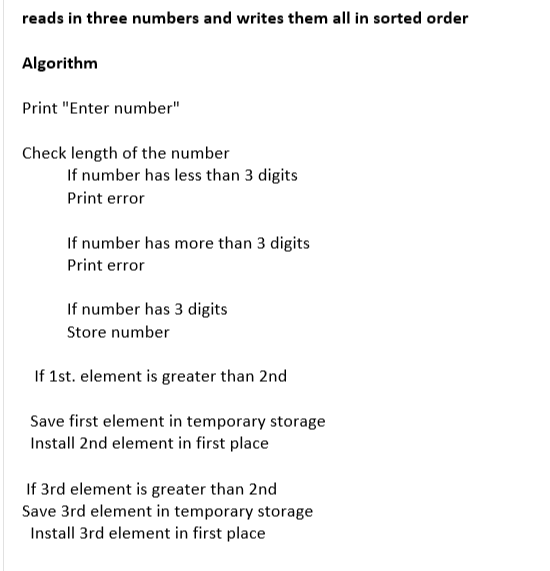 reads in three numbers and writes them all in sorted order
Algorithm
Print "Enter number"
Check length of the number
If number has less than 3 digits
Print error
If number has more than 3 digits
Print error
If number has 3 digits
Store number
If 1st. element is greater than 2nd
Save first element in temporary storage
Install 2nd element in first place
If 3rd element is greater than 2nd
Save 3rd element in temporary storage
Install 3rd element in first place